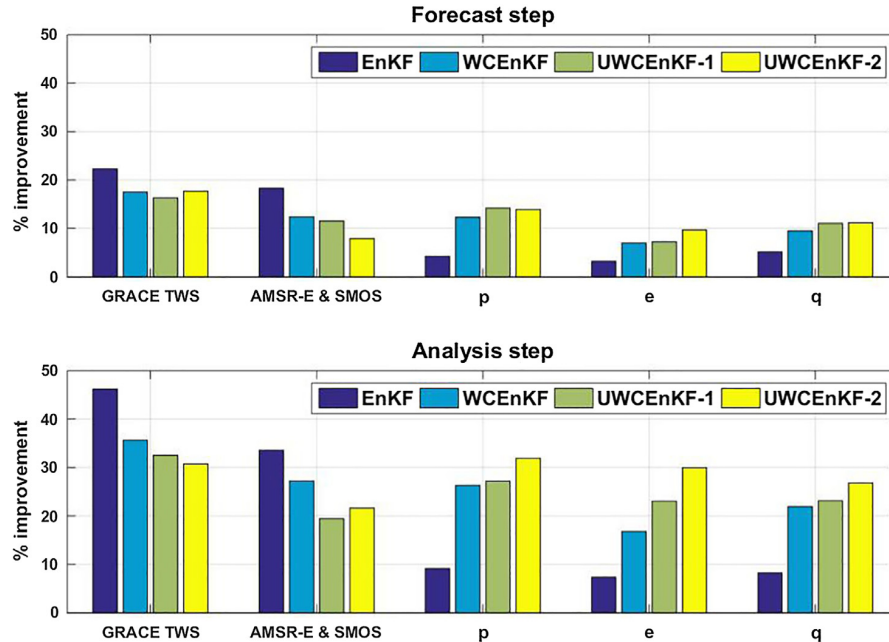 Forecast step
50
40
30
20
10
0
% improvement
EnKF WCEnKF UWCEnKF-1 UWCEnKF-2
GRACE TWS AMSR-E & SMOS p e q
Analysis step
50
40
30
20
10
0
% improvement
EnKF WCEnKF UWCEnKF-1 UWCEnKF-2
GRACE TWS AMSR-E & SMOS p e q